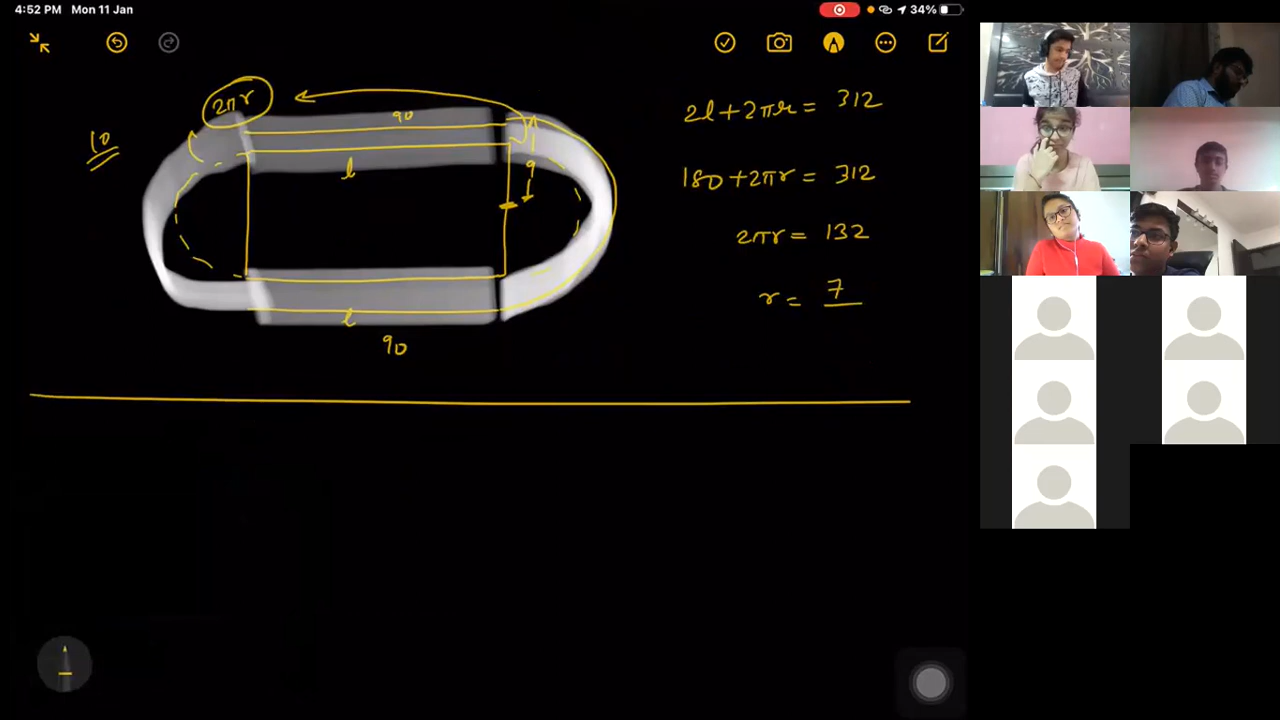 4:52 PM Mon 11 Jan
34%
2πr
10
90
l
9
l
90
2l+2πr= 312
180+2πr= 312
2πr= 132
r= 7